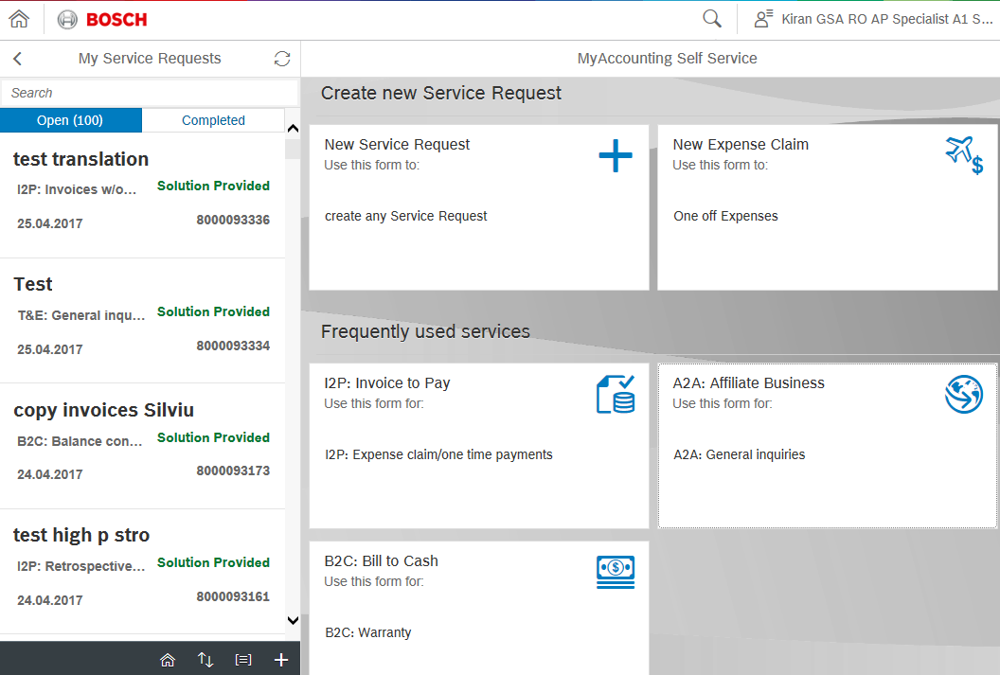 BOSCH
Kiran GSA RO AP Specialist A1 S...
My Service Requests
MyAccounting Self Service
Search
Open (100)
Completed
test translation
I2P: Invoices w/o...
Solution Provided
25.04.2017
8000093336
Test
T&E: General inqu...
Solution Provided
25.04.2017
8000093334
copy invoices Silviu
B2C: Balance con...
Solution Provided
24.04.2017
8000093173
test high p stro
I2P: Retrospective...
Solution Provided
24.04.2017
8000093161
Create new Service Request
New Service Request
Use this form to:
create any Service Request
New Expense Claim
Use this form to:
One off Expenses
Frequently used services
I2P: Invoice to Pay
Use this form for:
I2P: Expense claim/one time payments
A2A: Affiliate Business
Use this form for:
A2A: General inquiries
B2C: Bill to Cash
Use this form for:
B2C: Warranty